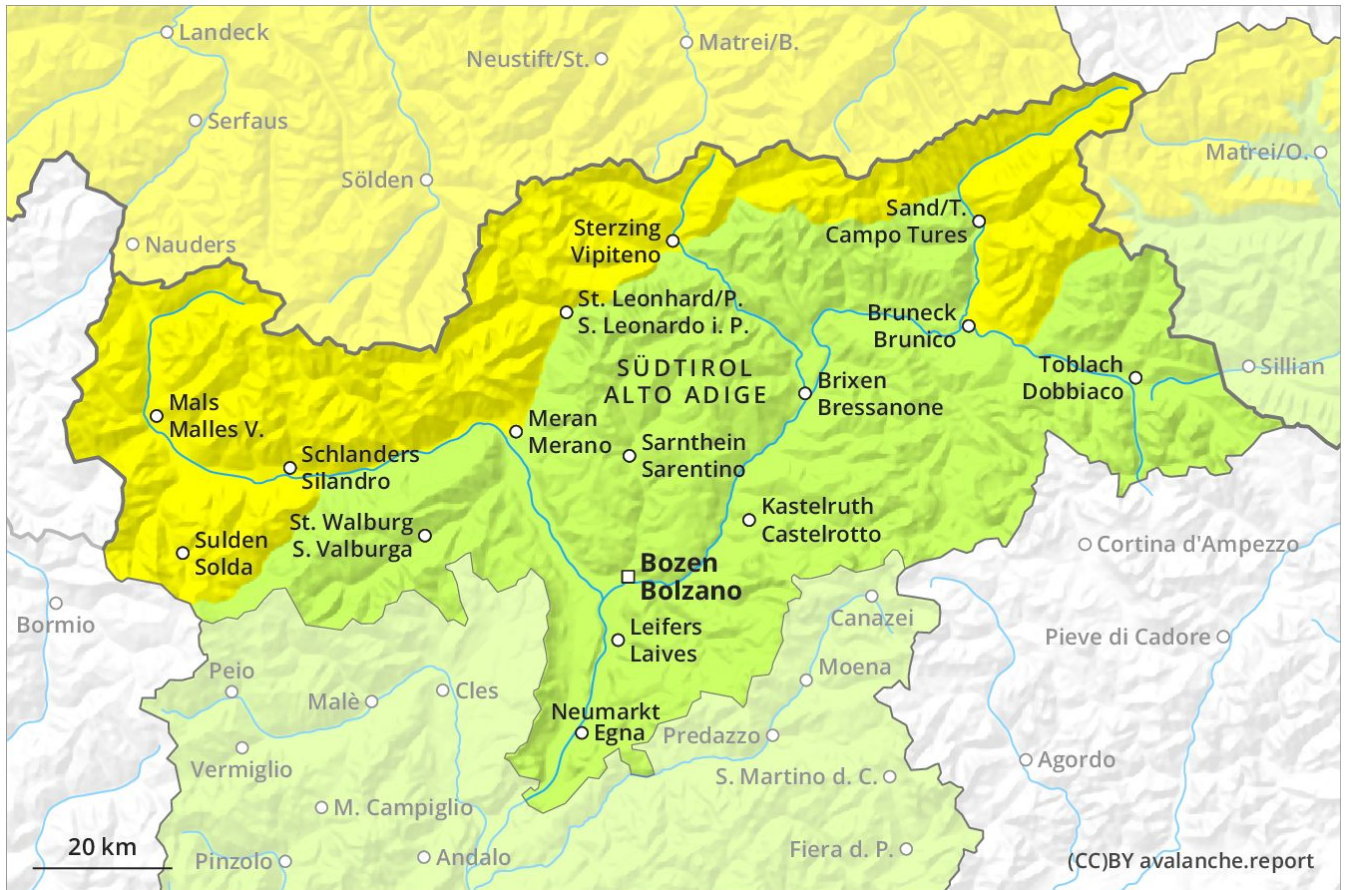 Landeck
Neustift/St.
Matrei/B.
Serfaus
Matrei/O.
Sölden
Sand/T.
Campo Tures
Sterzing
Vipiteno
Nauders
St. Leonhard/P.
S. Leonardo i. P.
Bruneck
Brunico
SÜDTIROL
ALTO ADIGE
Toblach
Dobbiaco
Sillian
Brixen
Bressanone
Mals
Malles V.
Meran
Merano
Sarnthein
Sarentino
Schlanders
Silandro
Kastelruth
Castelrotto
St. Walburg
S. Valburga
Sulden
Solda
Cortina d'Ampezzo
Bozen
Bolzano
Bormio
Canazei
Leifers
Laives
Pieve di Cadore
Peio
Moena
Malè
Cles
Neumarkt
Egna
Predazzo
Vermiglio
Agordo
S. Martino d. C.
M. Campiglio
20 km
Pinzolo
Andalo
Fiera d. P.
(CC)BY avalanche.report